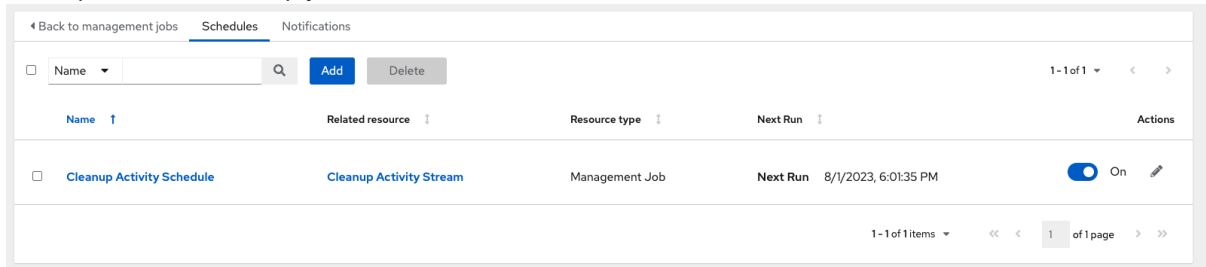 Back to management jobs Schedules Notifications
Name Add Delete 1 - 1 of 1
Name Related resource Resource type Next Run Actions
Cleanup Activity Schedule Cleanup Activity Stream Management Job Next Run 8/1/2023, 6:01:35 PM On
1 - 1 of 1 items 1 of 1 page